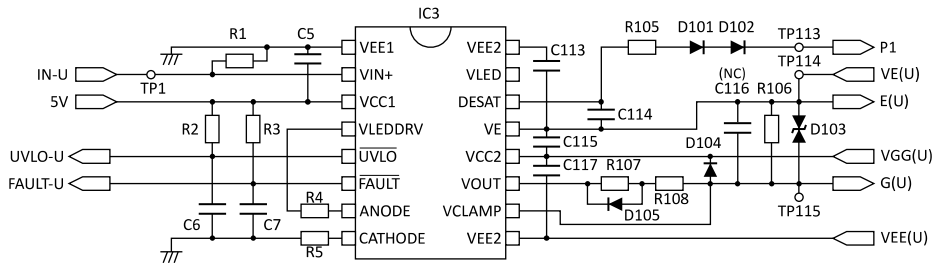 IC3
R1
C5
VEE1
VEE2
C113
R105
D101
D102
TP113
P1
IN-U
TP1
VIN+
VLED
TP114
VE(U)
5V
VCC1
DESAT
C114
(NC)
C116
R106
E(U)
R2
R3
VLEDDRV
VE
C115
D104
D103
UVLO-U
UVLO
VCC2
C117
R107
VGG(U)
FAULT-U
FAULT
VOUT
R108
G(U)
D105
TP115
R4
ANODE
VCLAMP
C6
C7
R5
CATHODE
VEE2
VEE(U)